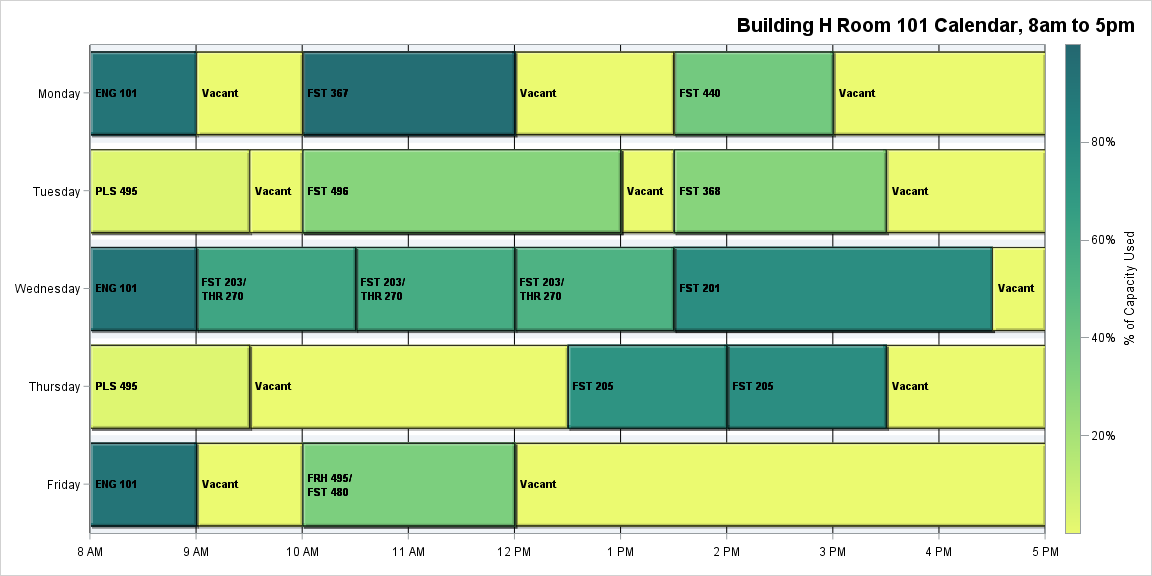 Building H Room 101 Calendar, 8am to 5pm
Monday
ENG 101
Vacant
FST 367
Vacant
FST 440
Vacant
Tuesday
PLS 495
Vacant
FST 496
Vacant
FST 368
Vacant
Wednesday
ENG 101
FST 203/
THR 270
FST 203/
THR 270
FST 203/
THR 270
FST 201
Vacant
Thursday
PLS 495
Vacant
FST 205
FST 205
Vacant
Friday
ENG 101
Vacant
FRH 495/
FST 480
Vacant
8 AM
9 AM
10 AM
11 AM
12 PM
1 PM
2 PM
3 PM
4 PM
5 PM
80%
60%
40%
20%
% of Capacity Used